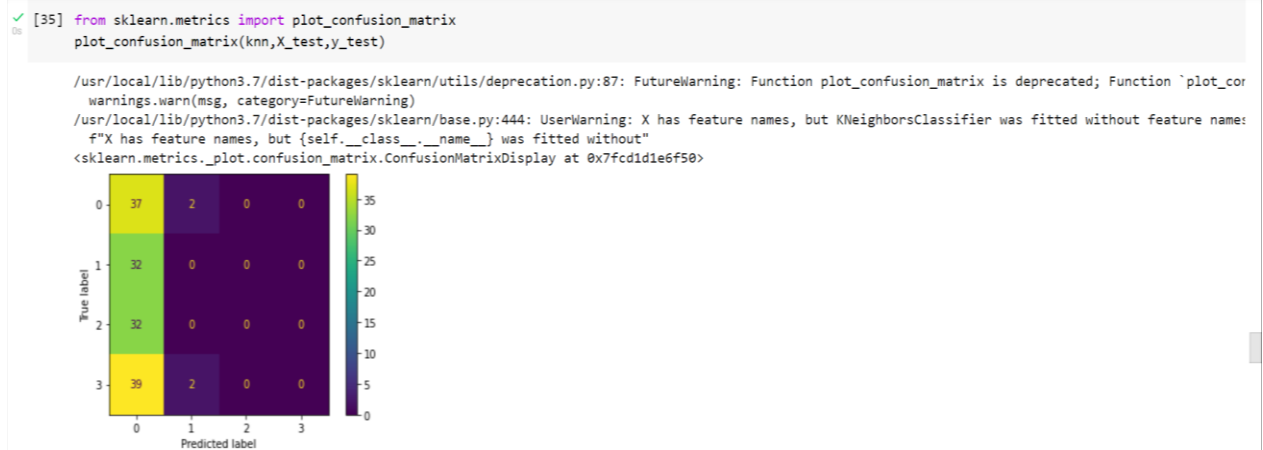 [35] from sklearn.metrics import plot_confusion_matrix
0s
plot_confusion_matrix(knn,X_test,y_test)
/usr/local/lib/python3.7/dist-packages/sklearn/utils/deprecation.py:87: FutureWarning: Function plot_confusion_matrix is deprecated; Function `plot_cor
warnings.warn(msg, category=FutureWarning)
/usr/local/lib/python3.7/dist-packages/sklearn/base.py:444: UserWarning: X has feature names, but KNeighborsClassifier was fitted without feature names
f"X has feature names, but {self.__class__.__name__} was fitted without"
<sklearn.metrics._plot.confusion_matrix.ConfusionMatrixDisplay at 0x7fcd1d1e6f50>
0 37 2 0 0
1 32 0 0 0
2 32 0 0 0
3 39 2 0 0
0 1 2 3
True label
Predicted label
35
30
25
20
15
10
5
0